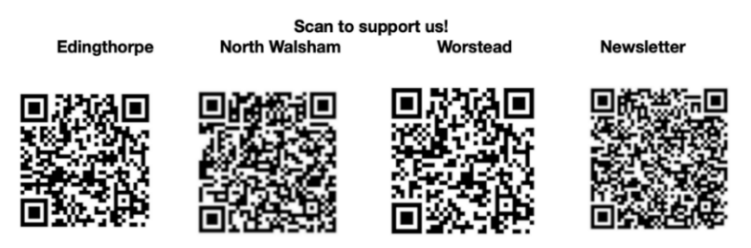 Scan to support us!
Edingthorpe North Walsham Worstead Newsletter